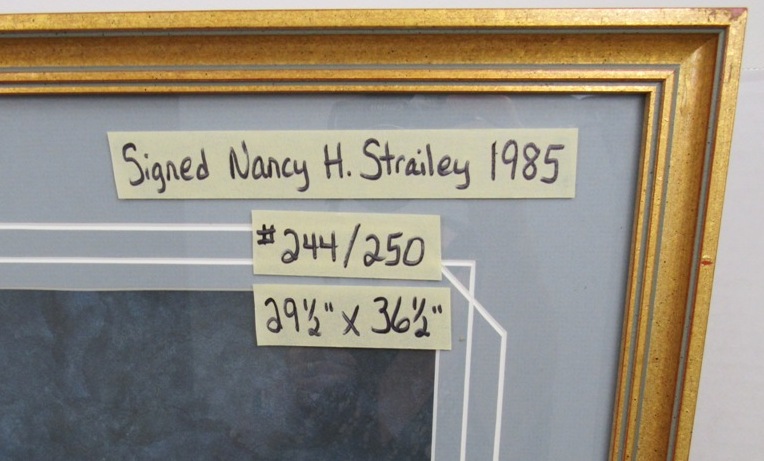 Signed Nancy H. Strailey 1985
#244/250
29½" x 36½"